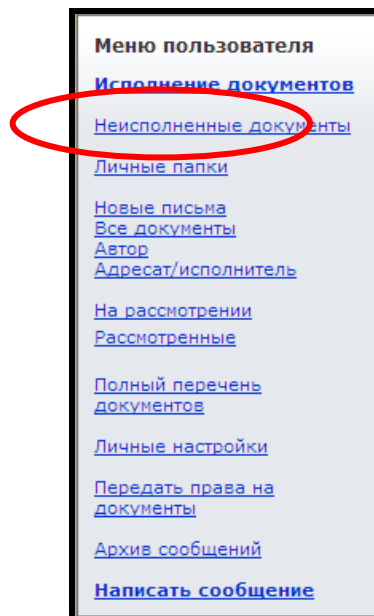 Меню пользователя
Исполнение документов
Неисполненные документы
Личные папки
Новые письма
Все документы
Автор
Адресат/исполнитель
На рассмотрении
Рассмотренные
Полный перечень
документов
Личные настройки
Передать права на
документы
Архив сообщений
Написать сообщение